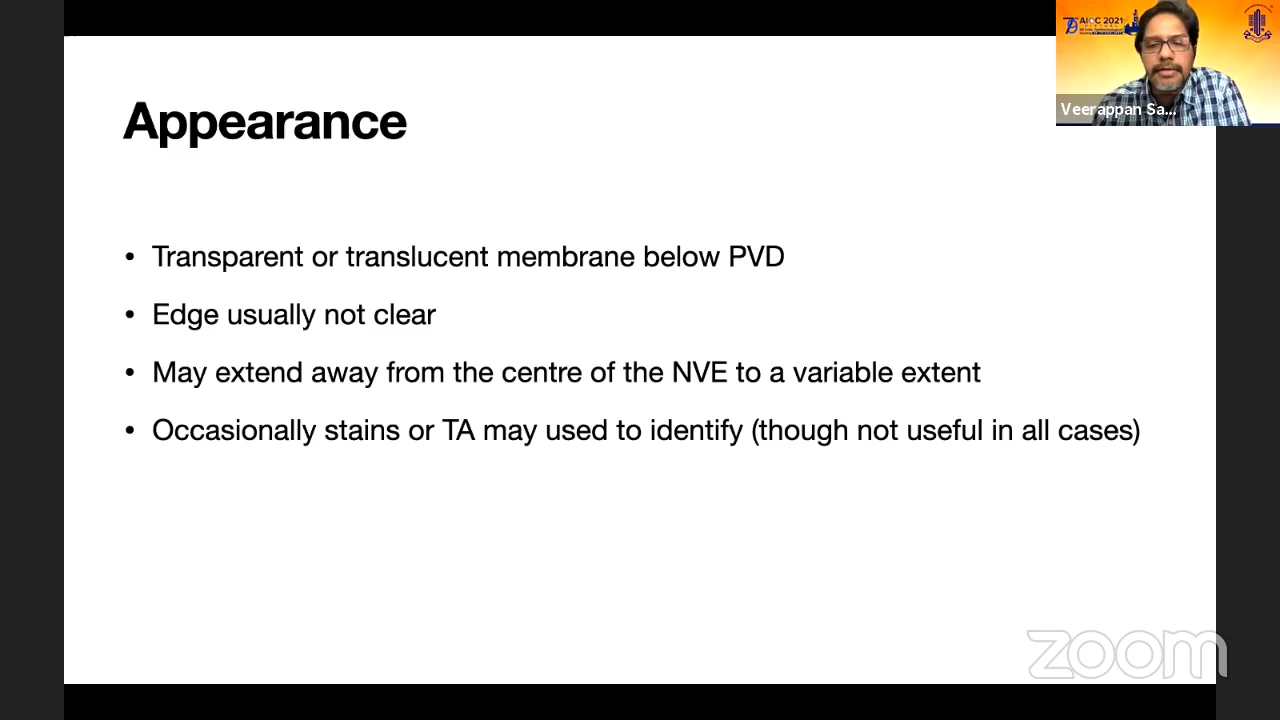 AIOC 2021
Veerappan Sa...
Appearance
• Transparent or translucent membrane below PVD
• Edge usually not clear
• May extend away from the centre of the NVE to a variable extent
• Occasionally stains or TA may used to identify (though not useful in all cases)
zoom